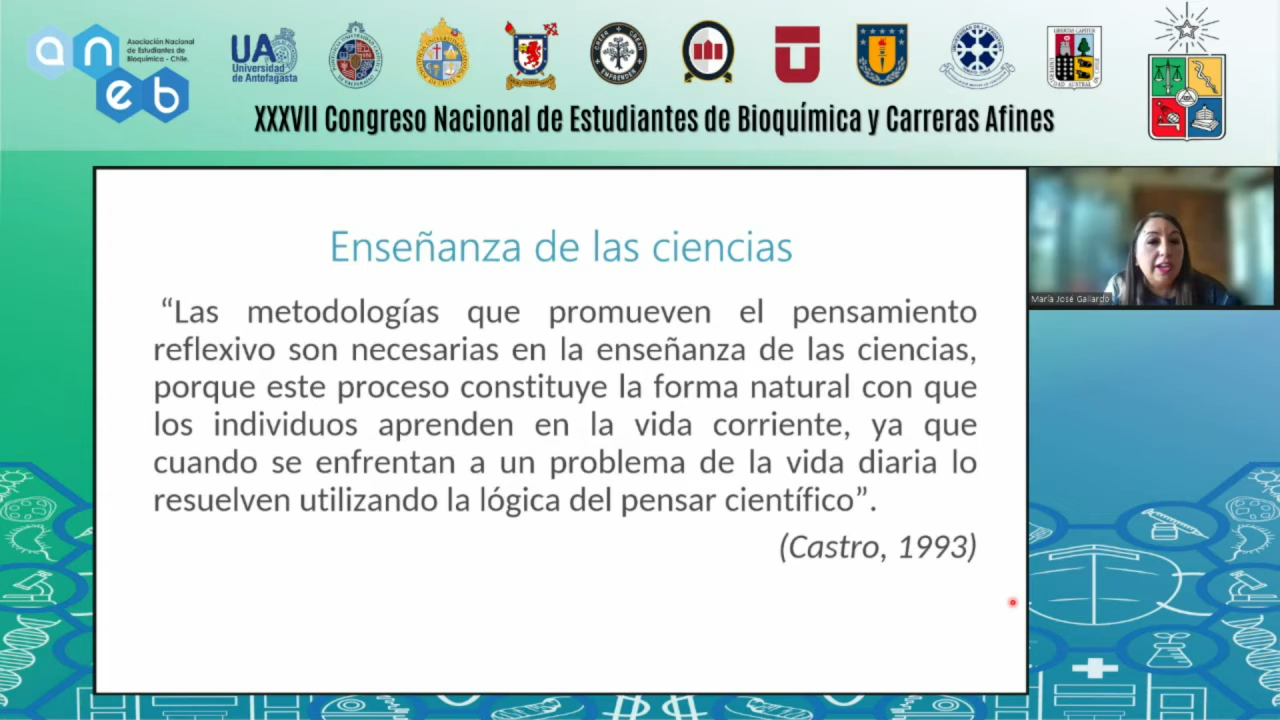 an
eb
Asociación Nacional
de Estudiantes de
Bioquímica - Chile.
UA
Universidad
de Antofagasta
XXXVII Congreso Nacional de Estudiantes de Bioquímica y Carreras Afines
Enseñanza de las ciencias
“Las metodologías que promueven el pensamiento
reflexivo son necesarias en la enseñanza de las ciencias,
porque este proceso constituye la forma natural con que
los individuos aprenden en la vida corriente, ya que
cuando se enfrentan a un problema de la vida diaria lo
resuelven utilizando la lógica del pensar científico”.
(Castro, 1993)
María José Gallardo